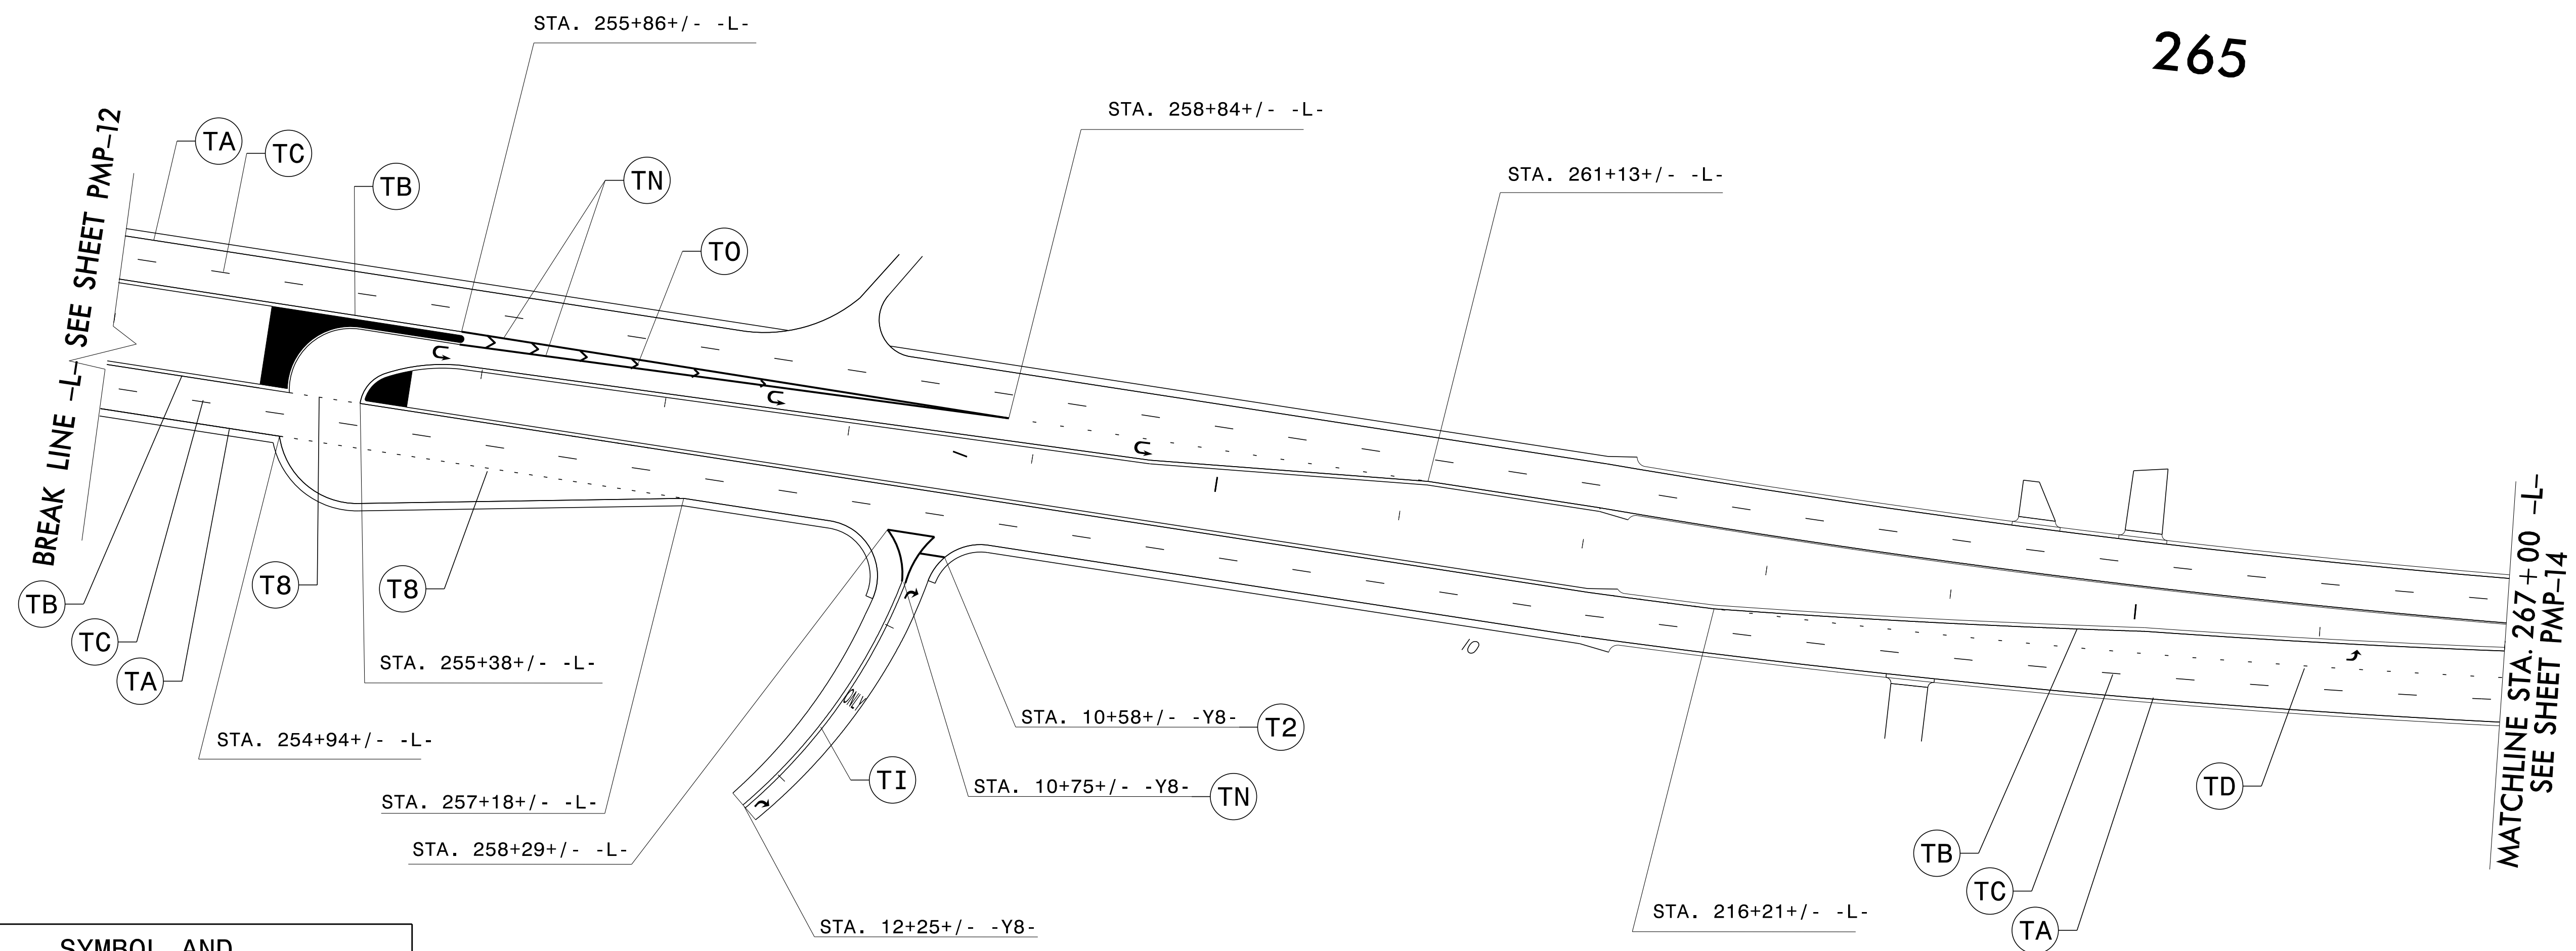 STA. 255+86+/- -L-
265
STA. 258+84+/- -L-
STA. 261+13+/- -L-
BREAK LINE -L- SEE SHEET PMP-12
TA
TC
TB
TN
TO
TB
TC
TA
T8
T8
STA. 255+38+/- -L-
STA. 254+94+/- -L-
STA. 257+18+/- -L-
STA. 258+29+/- -L-
ONLY
10
STA. 10+58+/- -Y8-
T2
STA. 10+75+/- -Y8-
TN
TI
STA. 12+25+/- -Y8-
STA. 216+21+/- -L-
TB
TC
TA
TD
MATCHLINE STA. 267+00 -L-
SEE SHEET PMP-14
SYMBOL AND